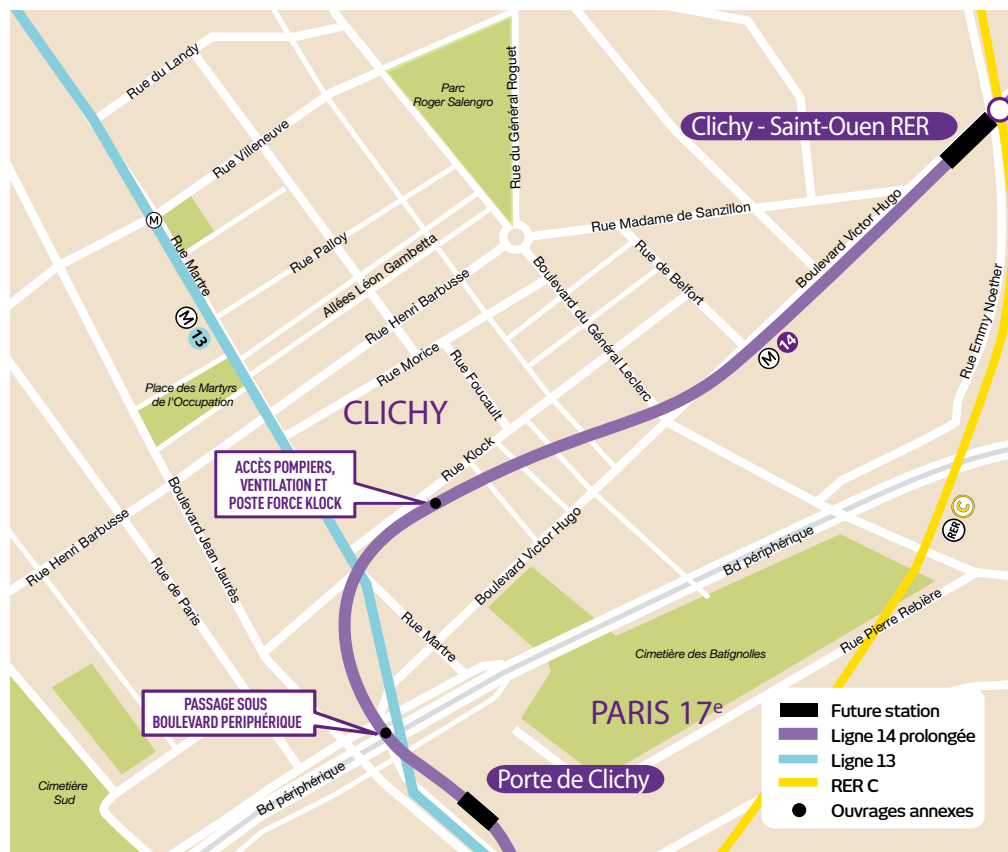 Rue du Landy
Parc
Roger Salengro
Rue du Général Roguet
Clichy - Saint-Ouen RER
Rue Villeneuve
M
Rue Martre
Rue Palloy
Allées Léon Gambetta
Rue Henri Barbusse
Rue Madame de Sanzillon
Boulevard Victor Hugo
Rue de Belfort
Boulevard du Général Leclerc
Rue Emmy Noether
M 13
M 14
Rue Morice
Rue Foucault
Place des Martyrs
de l'Occupation
CLICHY
Rue Klock
ACCÈS POMPIERS,
VENTILATION ET
POSTE FORCE KLOCK
Boulevard Jean Jaurès
Rue Henri Barbusse
Rue de Paris
Boulevard Victor Hugo
Bd périphérique
RER C
Rue Martre
Rue Pierre Rebière
Cimetière des Batignolles
PASSAGE SOUS
BOULEVARD PERIPHÉRIQUE
PARIS 17e
Cimetière
Sud
Bd périphérique
Porte de Clichy
Future station
Ligne 14 prolongée
Ligne 13
RER C
Ouvrages annexes